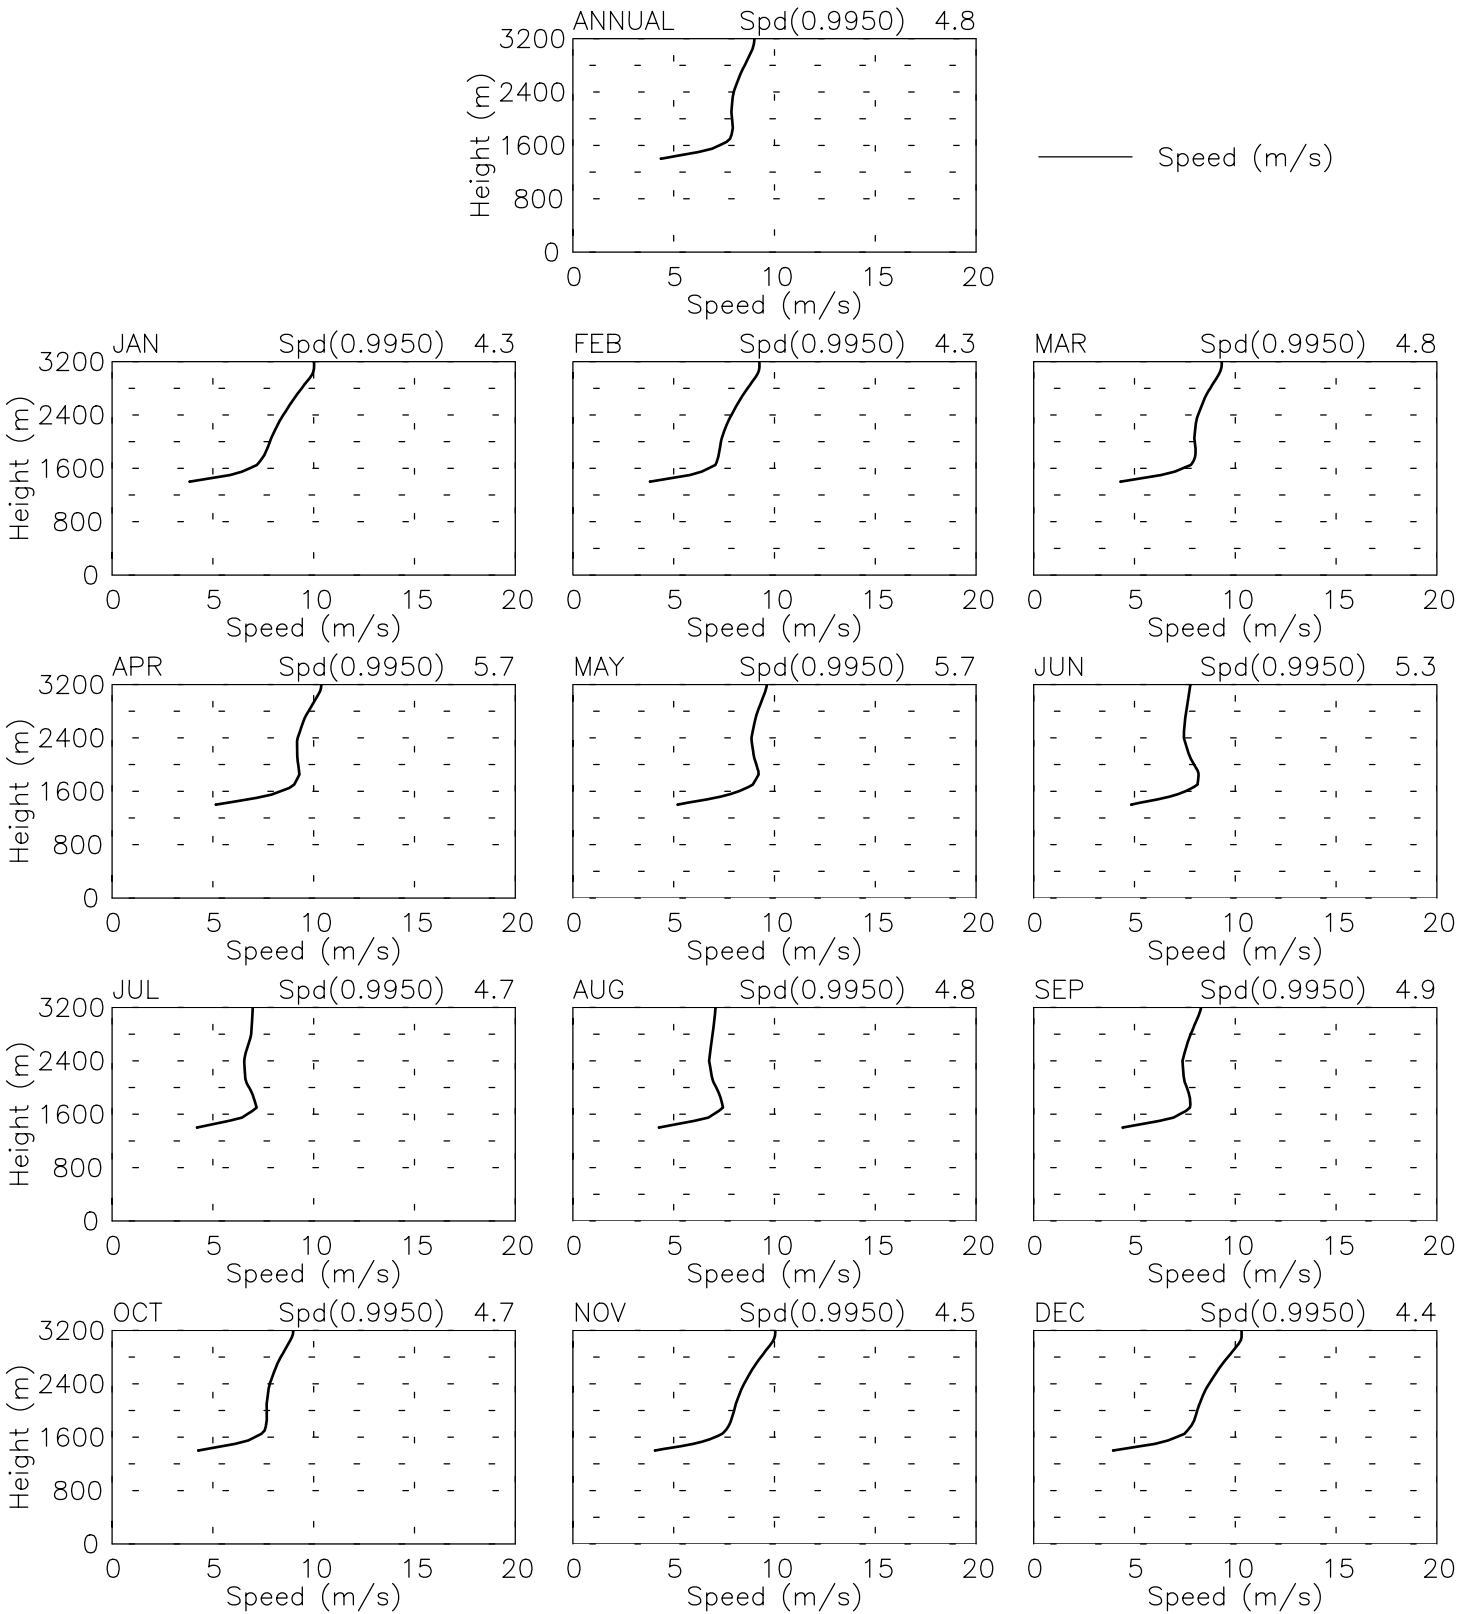 ANNUAL Spd(0.9950) 4.8
3200
2400
1600
800
0
Height (m)
0 5 10 15 20
Speed (m/s)
Speed (m/s)
JAN Spd(0.9950) 4.3
3200
2400
1600
800
0
Height (m)
0 5 10 15 20
Speed (m/s)
FEB Spd(0.9950) 4.3
0 5 10 15 20
Speed (m/s)
MAR Spd(0.9950) 4.8
0 5 10 15 20
Speed (m/s)
APR Spd(0.9950) 5.7
3200
2400
1600
800
0
Height (m)
0 5 10 15 20
Speed (m/s)
MAY Spd(0.9950) 5.7
0 5 10 15 20
Speed (m/s)
JUN Spd(0.9950) 5.3
0 5 10 15 20
Speed (m/s)
JUL Spd(0.9950) 4.7
3200
2400
1600
800
0
Height (m)
0 5 10 15 20
Speed (m/s)
AUG Spd(0.9950) 4.8
0 5 10 15 20
Speed (m/s)
SEP Spd(0.9950) 4.9
0 5 10 15 20
Speed (m/s)
OCT Spd(0.9950) 4.7
3200
2400
1600
800
0
Height (m)
0 5 10 15 20
Speed (m/s)
NOV Spd(0.9950) 4.5
0 5 10 15 20
Speed (m/s)
DEC Spd(0.9950) 4.4
0 5 10 15 20
Speed (m/s)